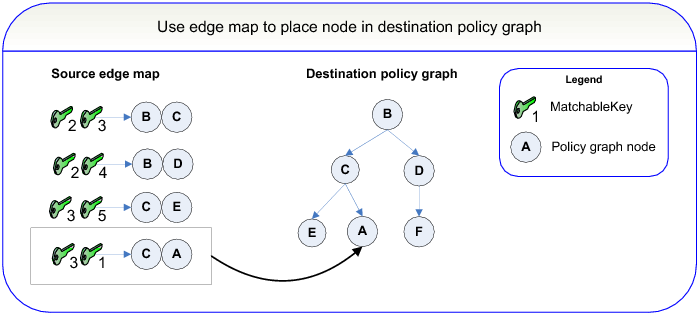 Use edge map to place node in destination policy graph
Source edge map
2 3 B C
2 4 B D
3 5 C E
3 1 C A
Destination policy graph
B
C D
E A F
Legend
1 MatchableKey
A Policy graph node